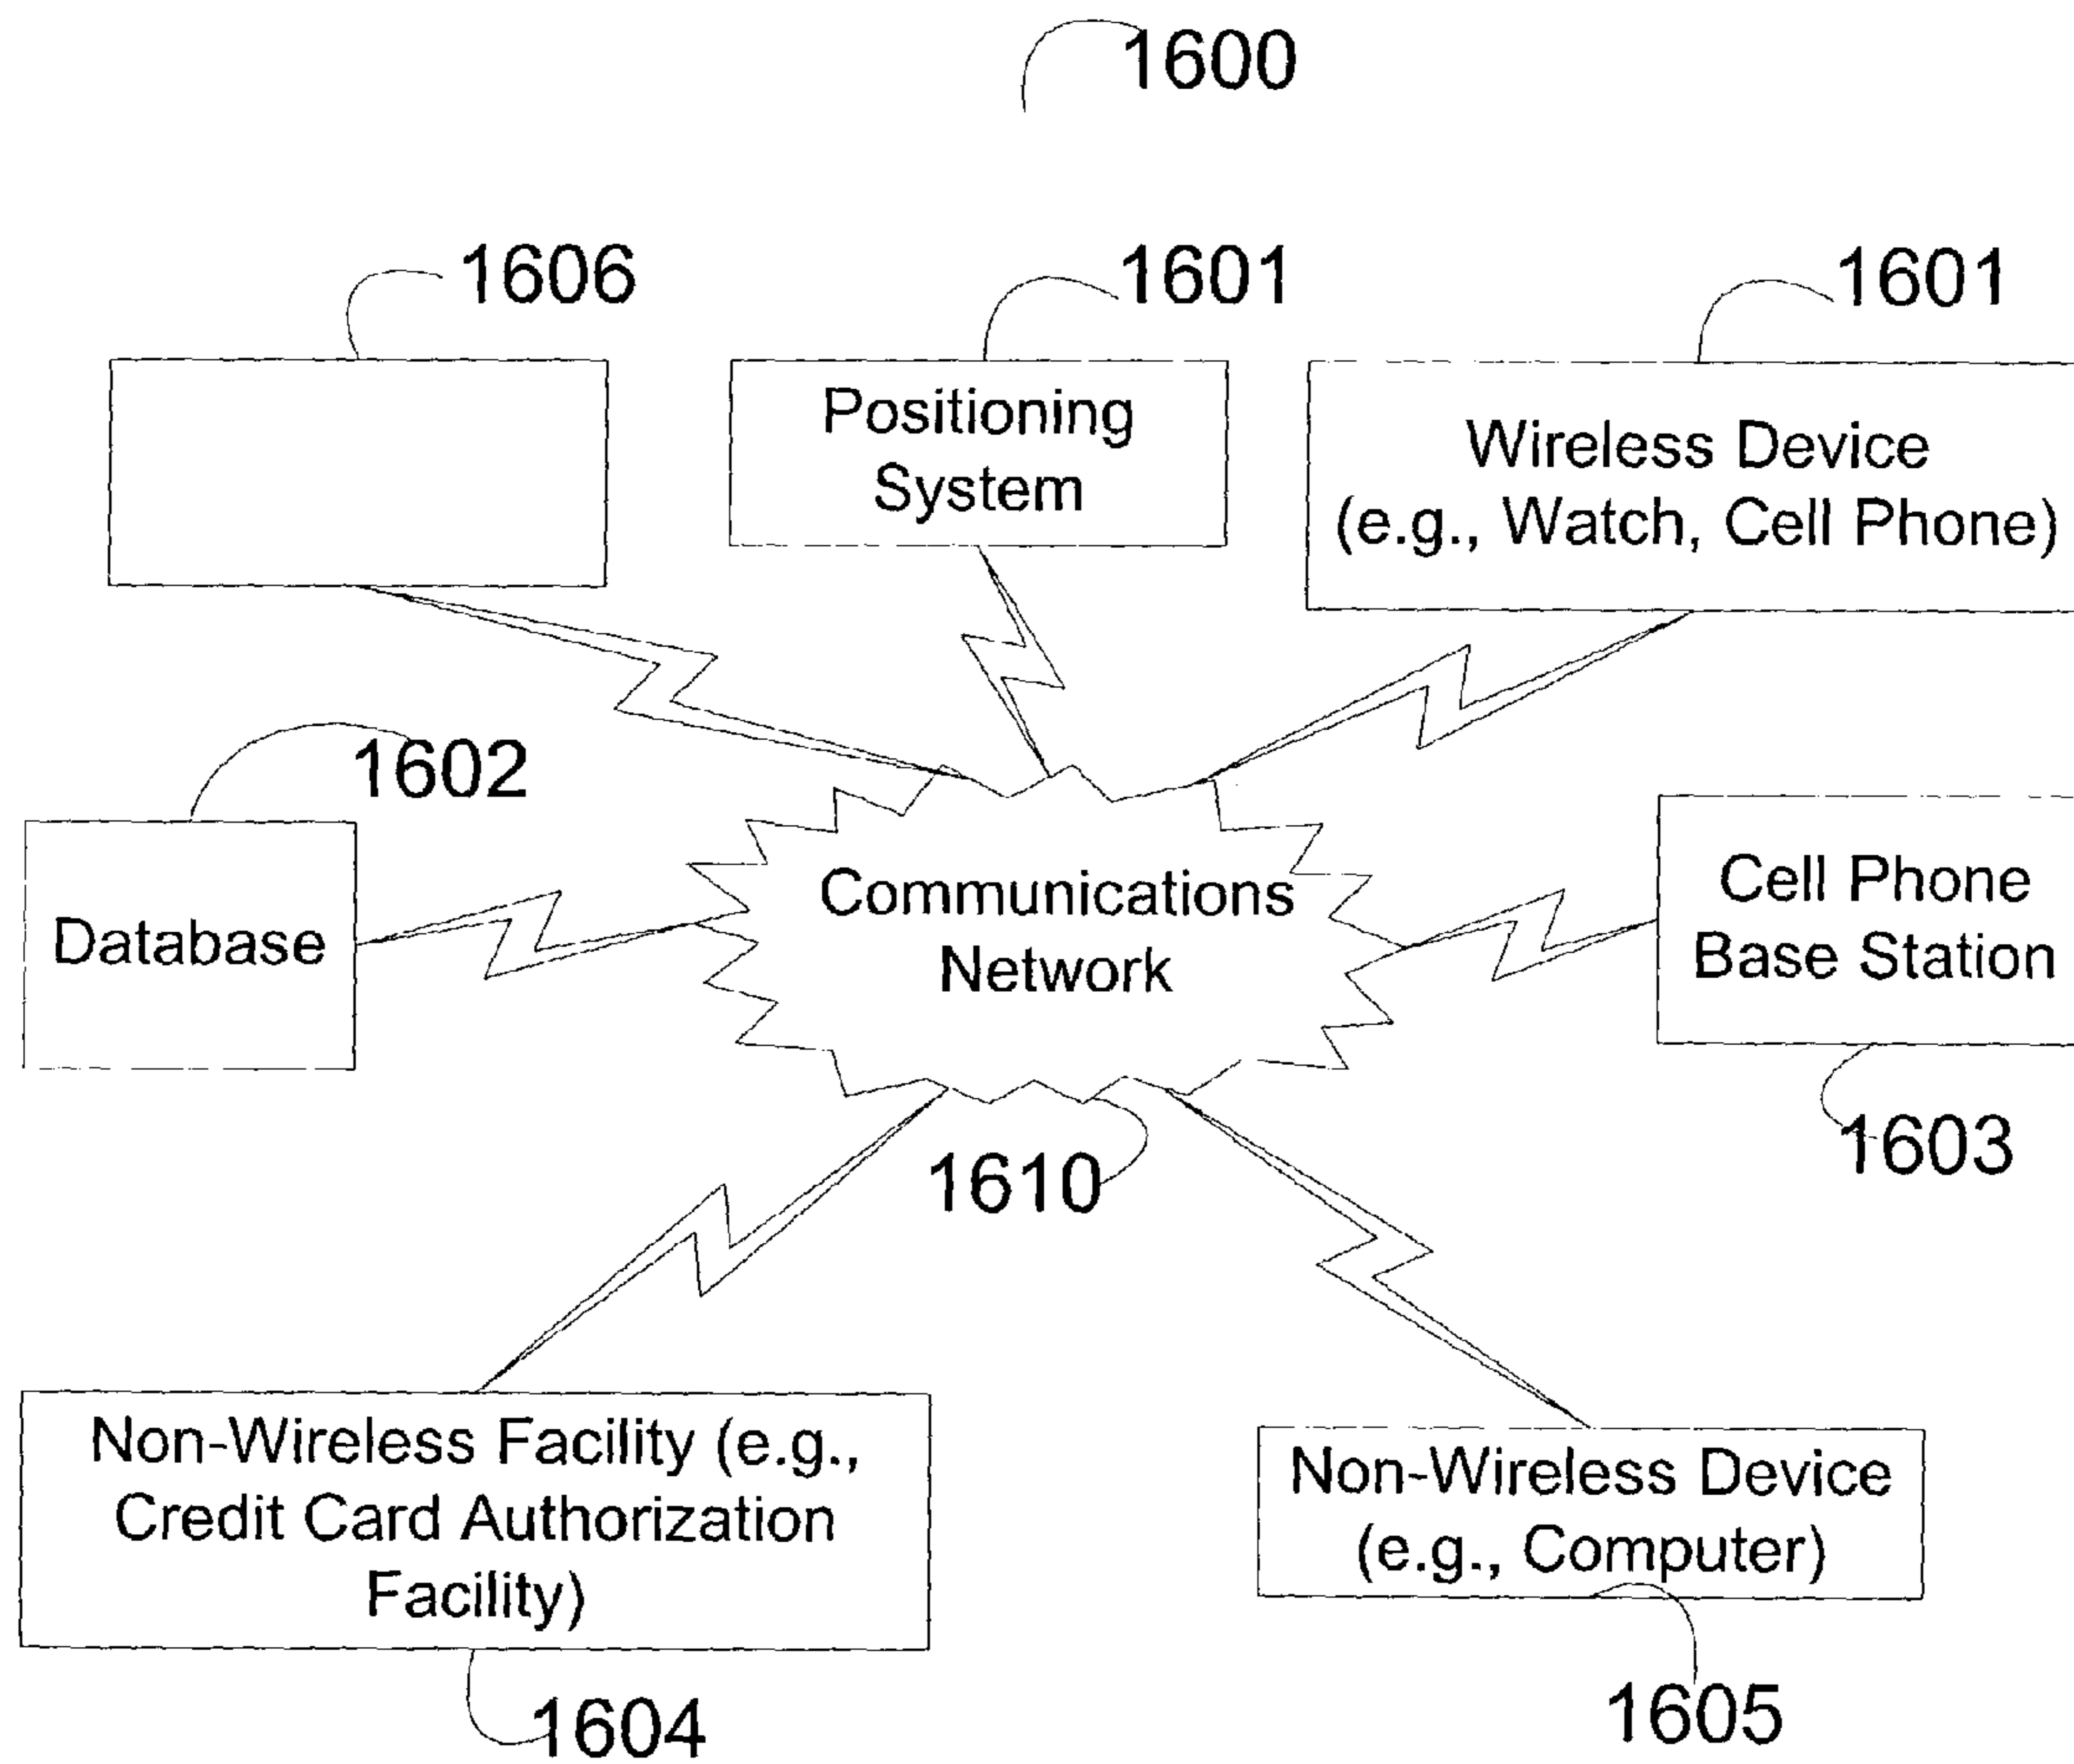 1600
1606
1601
1601
Positioning
System
Wireless Device
(e.g., Watch, Cell Phone)
1602
Database
Communications
Network
Cell Phone
Base Station
1603
1610
Non-Wireless Facility (e.g.,
Credit Card Authorization
Facility)
Non-Wireless Device
(e.g., Computer)
1604
1605